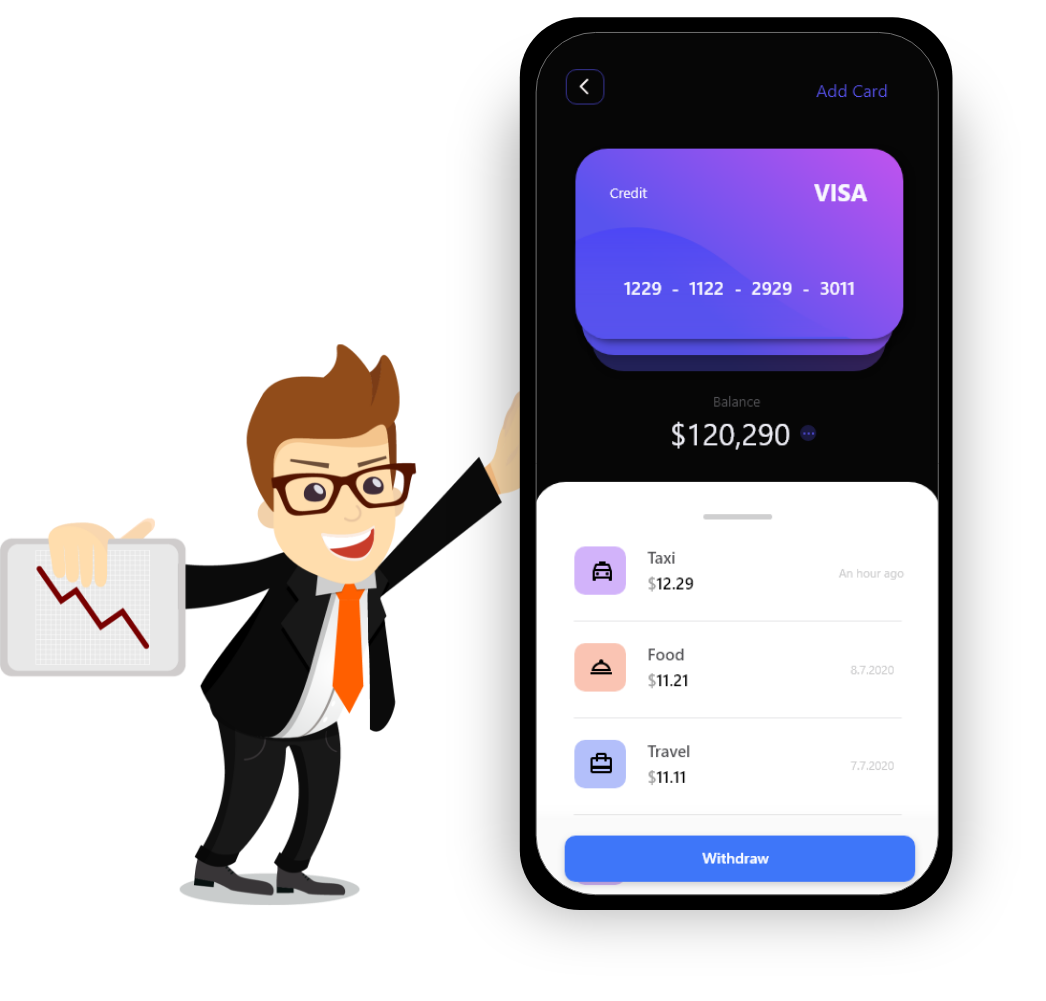 Add Card
Credit
VISA
1229 - 1122 - 2929 - 3011
Balance
$120,290
Taxi
$12.29
An hour ago
Food
$11.21
8.7.2020
Travel
$11.11
7.7.2020
Withdraw